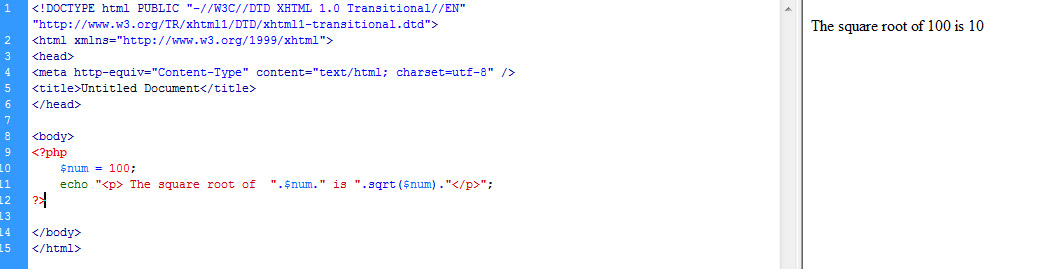 1 <!DOCTYPE html PUBLIC "-//W3C//DTD XHTML 1.0 Transitional//EN"
"http://www.w3.org/TR/xhtml1/DTD/xhtml1-transitional.dtd">
2 <html xmlns="http://www.w3.org/1999/xhtml">
3 <head>
4 <meta http-equiv="Content-Type" content="text/html; charset=utf-8" />
5 <title>Untitled Document</title>
6 </head>
7
8 <body>
9 <?php
10 $num = 100;
11 echo "<p> The square root of  ".$num." is ".sqrt($num)."</p>";
12 ?>
13
14 </body>
15 </html>
The square root of 100 is 10